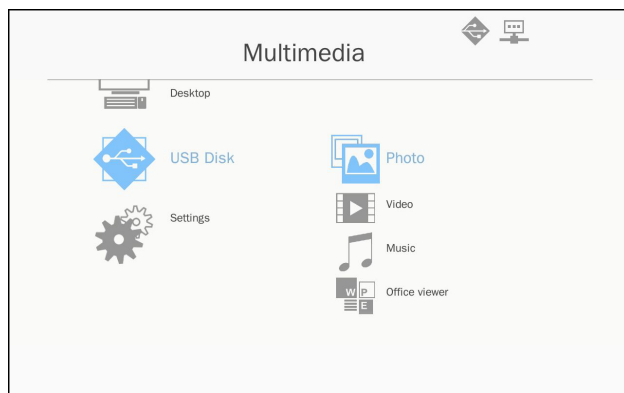 Multimedia
Desktop
USB Disk
Photo
Video
Settings
Music
W P
E
Office viewer